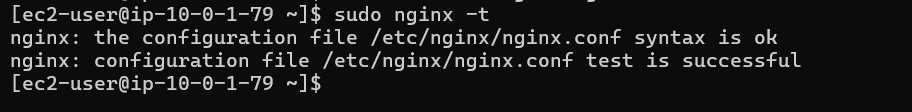 [ec2-user@ip-10-0-1-79 ~]$ sudo nginx -t
nginx: the configuration file /etc/nginx/nginx.conf syntax is ok
nginx: configuration file /etc/nginx/nginx.conf test is successful
[ec2-user@ip-10-0-1-79 ~]$